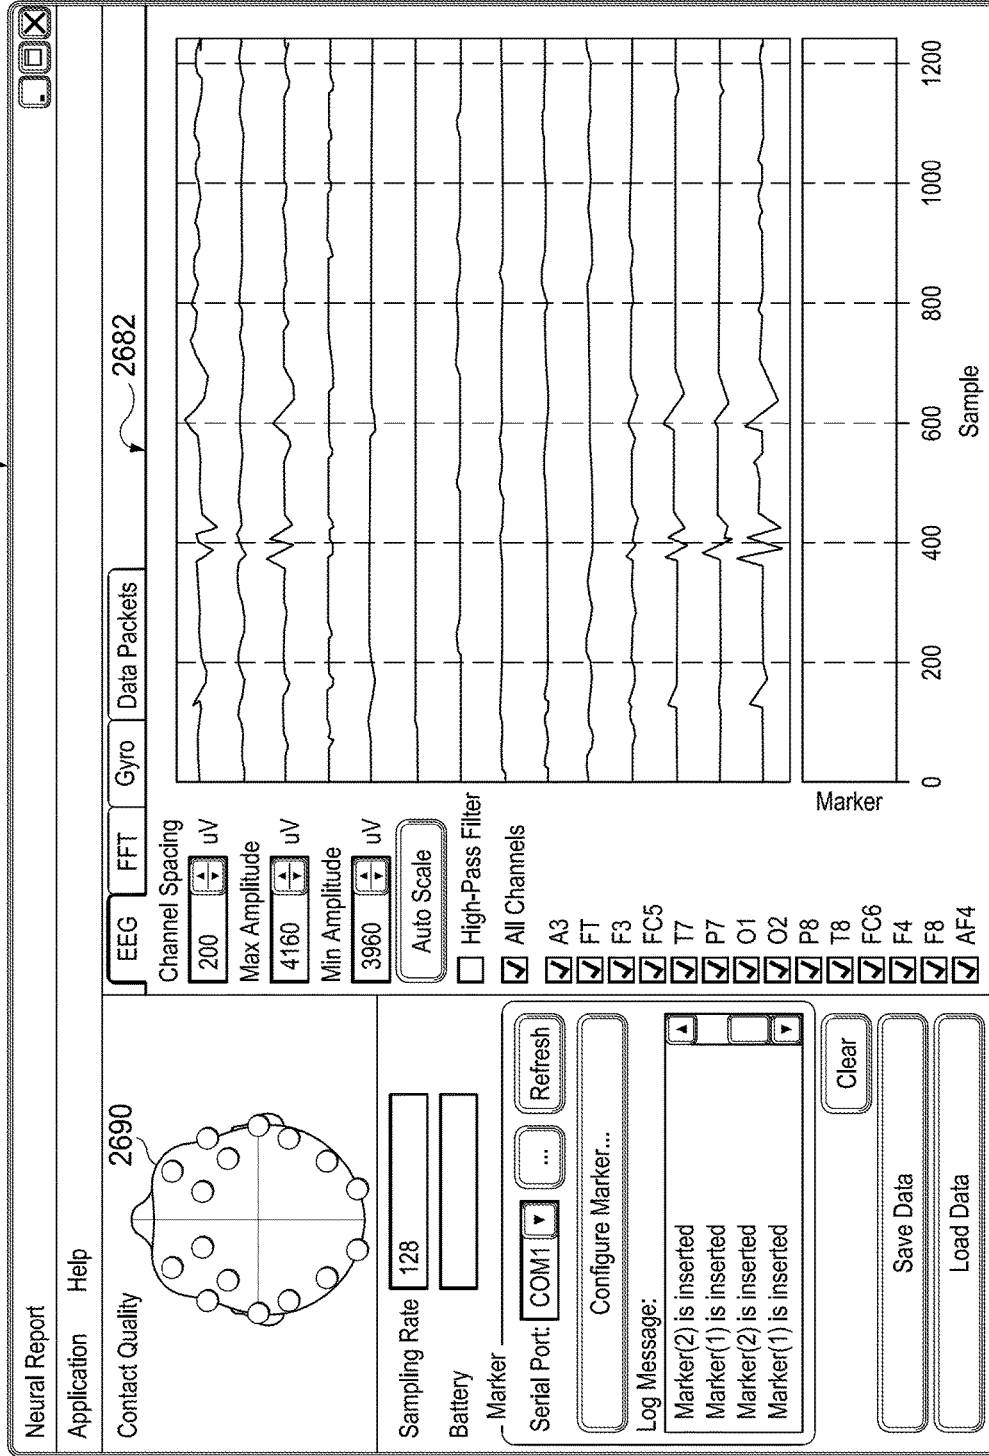 Neural Report
Application Help
Contact Quality
2690
Sampling Rate 128
Battery
Marker
Serial Port: COM1 ... Refresh
Configure Marker...
Log Message:
Marker(2) is inserted
Marker(1) is inserted
Marker(2) is inserted
Marker(1) is inserted
Clear
Save Data
Load Data
EEG FFT Gyro Data Packets
2682
Channel Spacing
200 uV
Max Amplitude
4160 uV
Min Amplitude
3960 uV
Auto Scale
High-Pass Filter
All Channels
A3
FT
F3
FC5
T7
P7
O1
O2
P8
T8
FC6
F4
F8
AF4
Marker
0 200 400 600 800 1000 1200
Sample